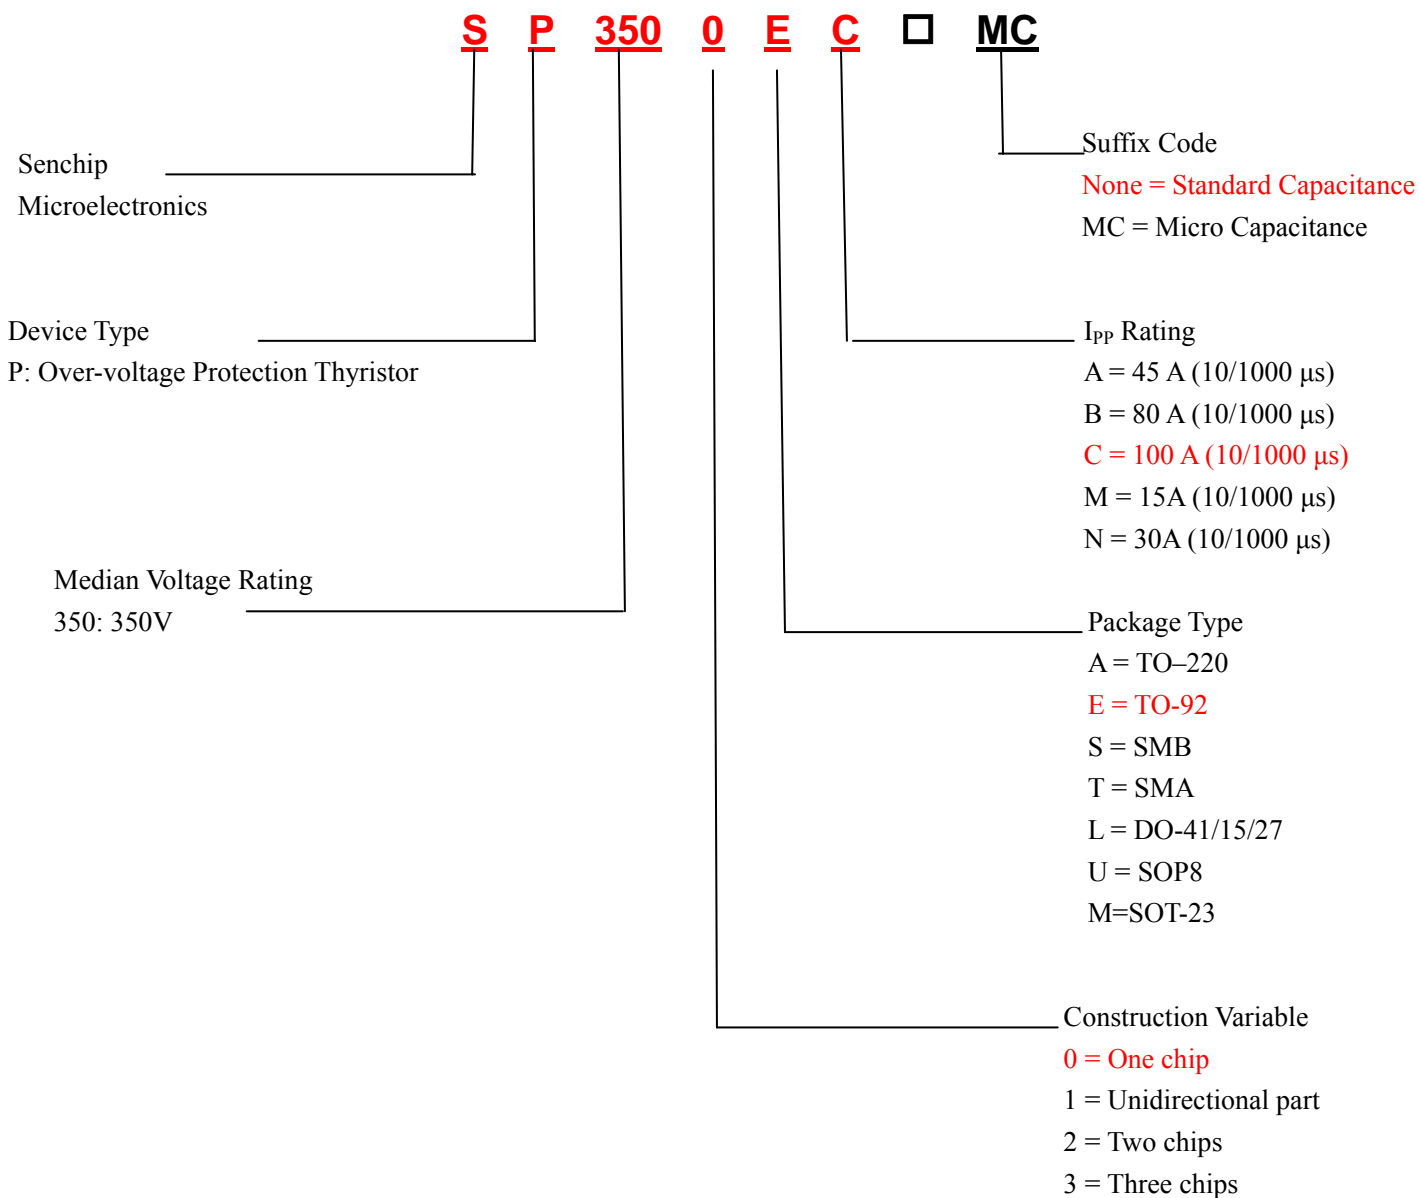 S P 350 0 E C □ MC
Senchip
Microelectronics
Suffix Code
None = Standard Capacitance
MC = Micro Capacitance
Device Type
P: Over-voltage Protection Thyristor
IPP Rating
A = 45 A (10/1000 μs)
B = 80 A (10/1000 μs)
C = 100 A (10/1000 μs)
M = 15A (10/1000 μs)
N = 30A (10/1000 μs)
Median Voltage Rating
350: 350V
Package Type
A = TO–220
E = TO-92
S = SMB
T = SMA
L = DO-41/15/27
U = SOP8
M=SOT-23
Construction Variable
0 = One chip
1 = Unidirectional part
2 = Two chips
3 = Three chips